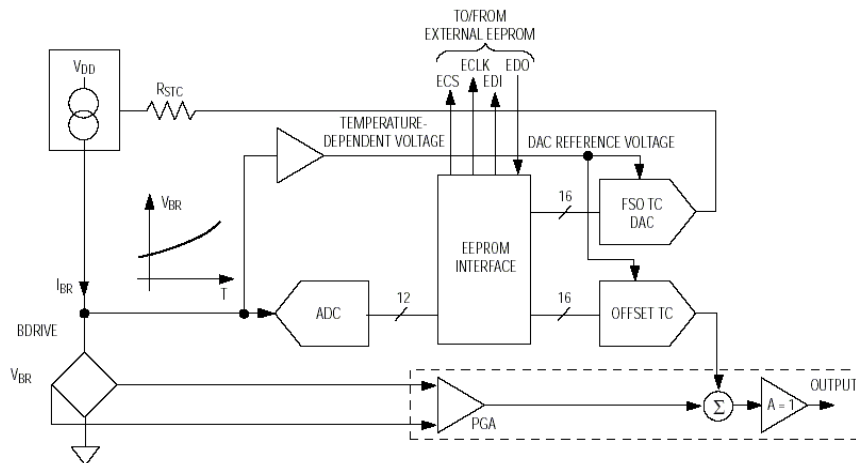 TO/FROM
EXTERNAL EEPROM
ECS
ECLK
EDI
EDO
VDD
RSTC
TEMPERATURE-
DEPENDENT VOLTAGE
DAC REFERENCE VOLTAGE
VBR
T
IBR
BDRIVE
VBR
ADC
12
EEPROM
INTERFACE
16
FSO TC
DAC
16
OFFSET TC
PGA
Σ
A = 1
OUTPUT